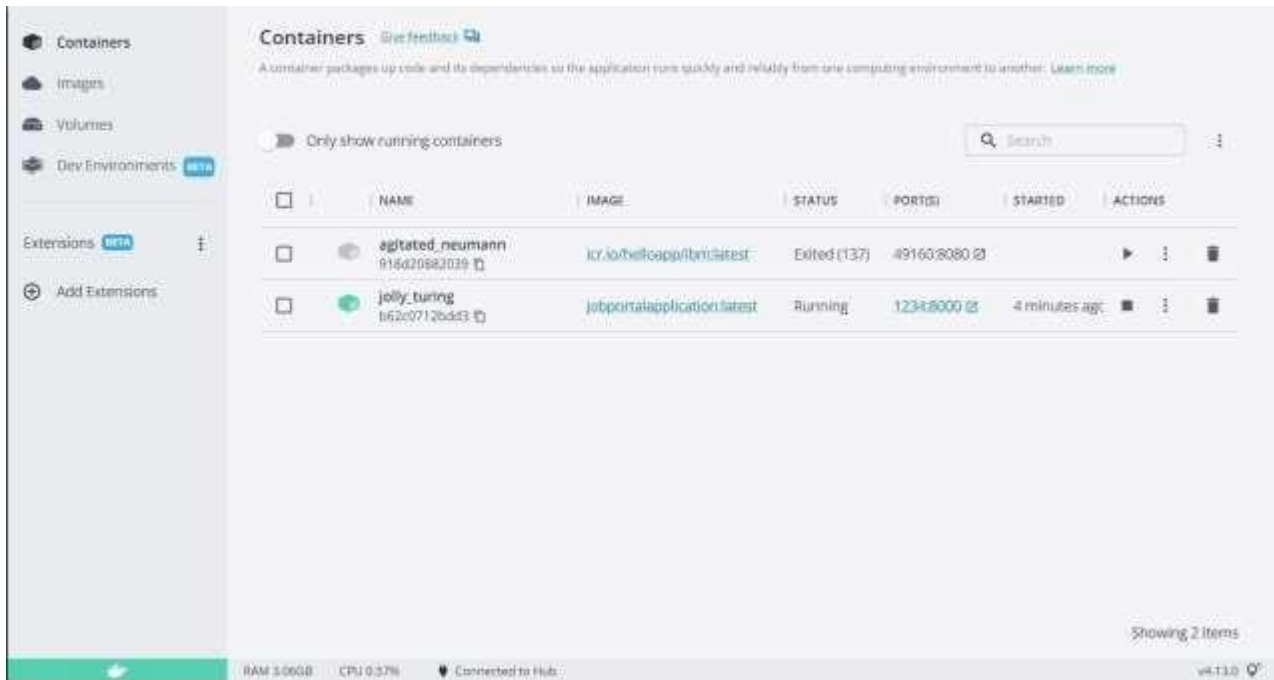 Containers
Images
Volumes
Dev Environments BETA
Extensions BETA
Add Extensions
Containers Give feedback
A container packages up code and its dependencies so the application runs quickly and reliably from one computing environment to another. Learn more
Only show running containers
Search
NAME IMAGE STATUS PORT(S) STARTED ACTIONS
agitated_neumann
916d20882039
icr.io/helloapp/ibm:latest Exited (137) 49160:8080
jolly_turing
b62c0712bdd3
jobportalapplication:latest Running 1234:8000 4 minutes agc
Showing 2 items
RAM 3.06GB CPU 0.37% Connected to Hub v4.13.0